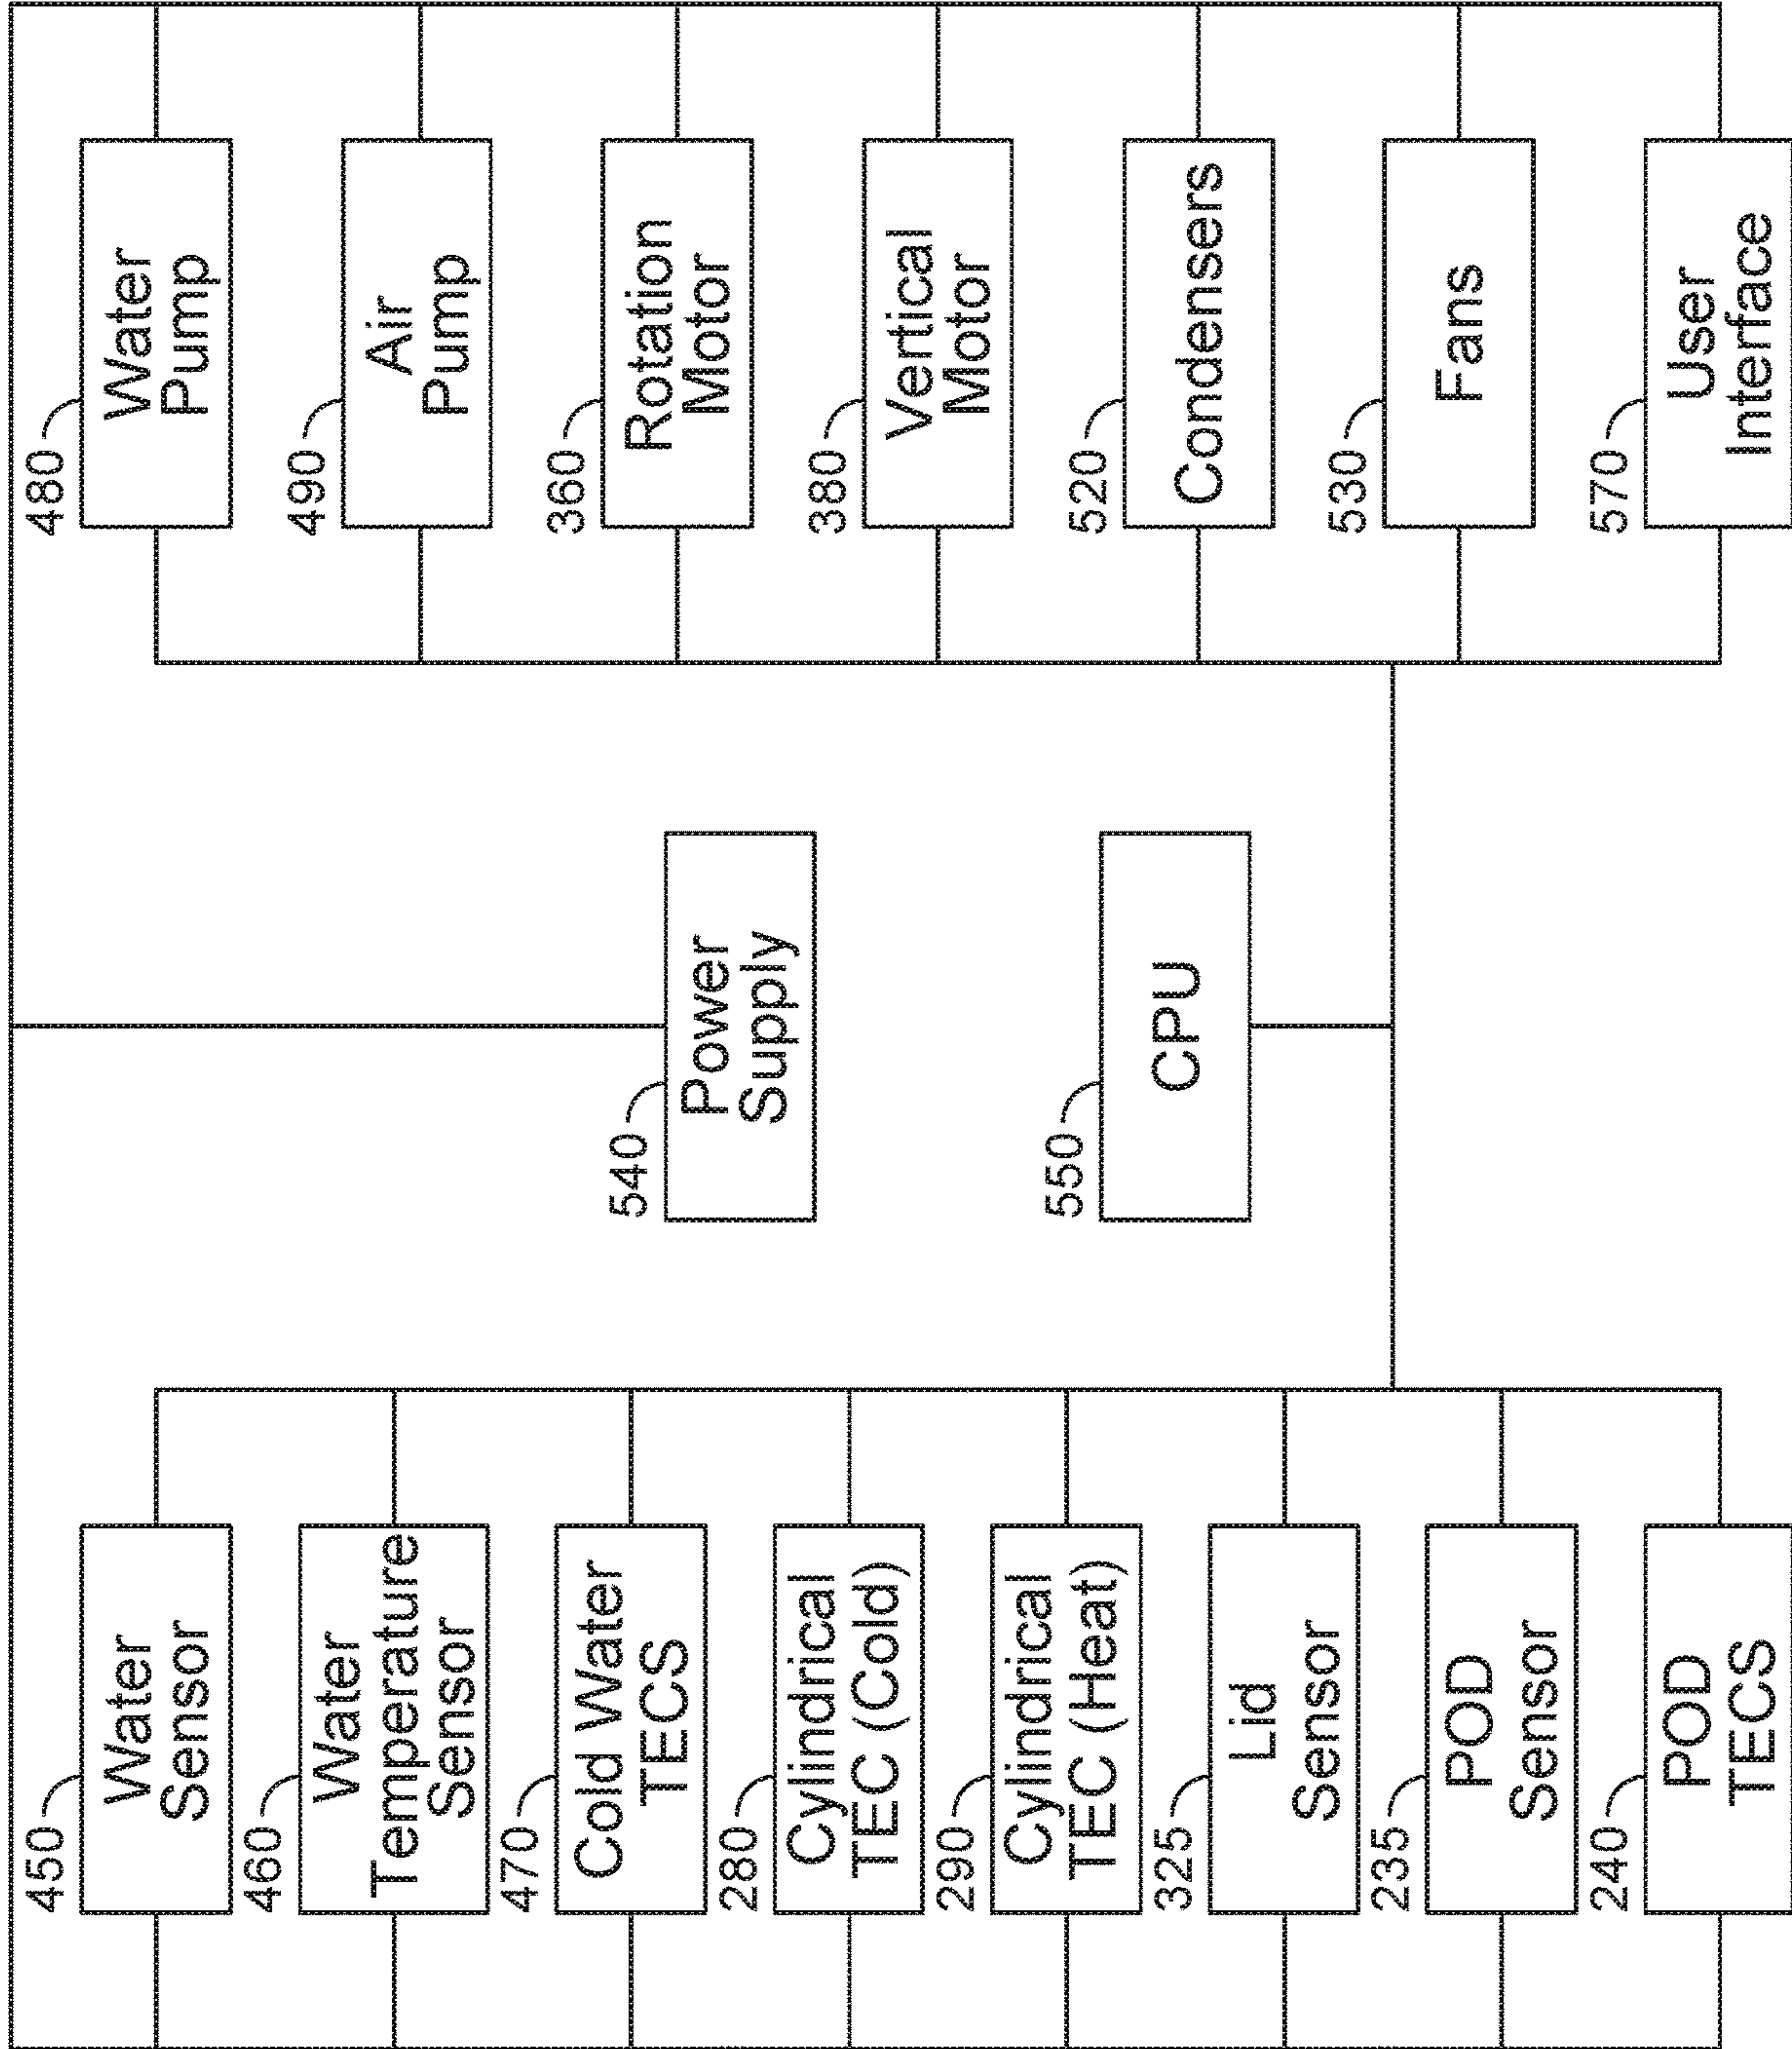 450
Water
Sensor
460
Water
Temperature
Sensor
470
Cold Water
TECS
280
Cylindrical
TEC (Cold)
290
Cylindrical
TEC (Heat)
325
Lid
Sensor
235
POD
Sensor
240
POD
TECS
540
Power
Supply
550
CPU
480
Water
Pump
490
Air
Pump
360
Rotation
Motor
380
Vertical
Motor
520
Condensers
530
Fans
570
User
Interface